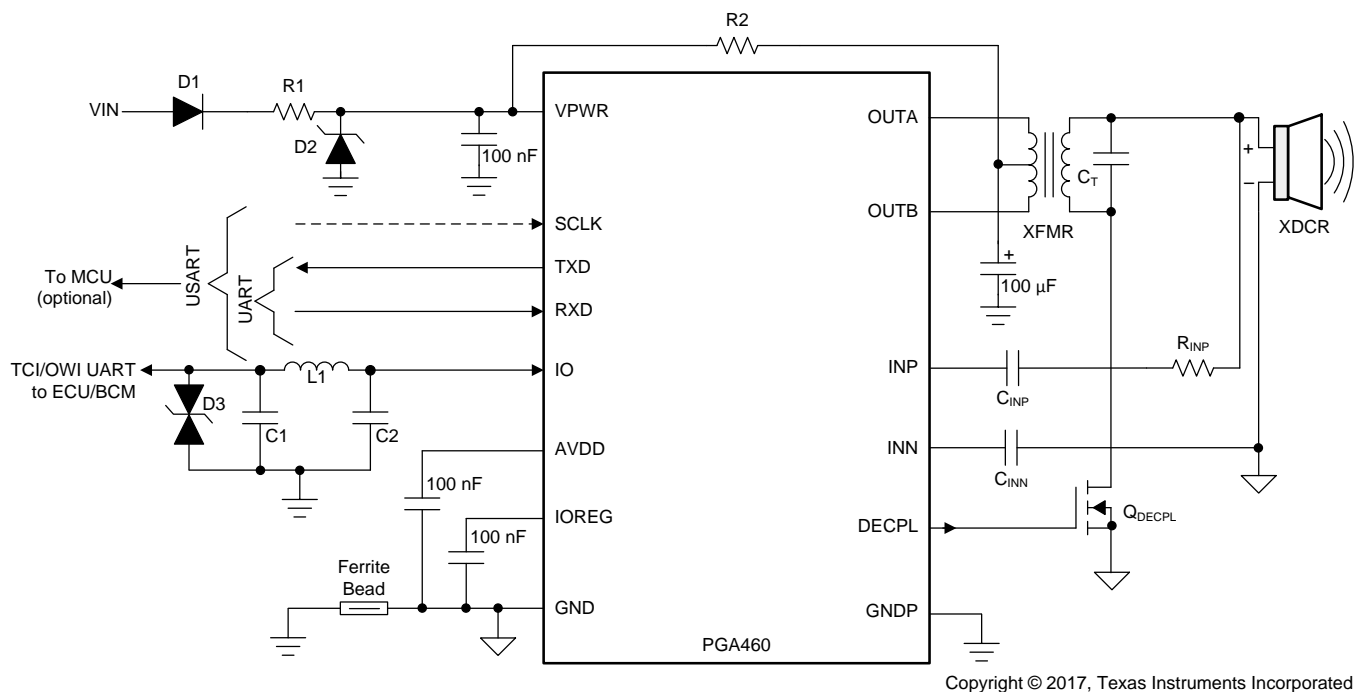 R2
D1
R1
VIN
D2
100 nF
VPWR
OUTA
OUTB
C_T
XFMR
+
−
XDCR
SCLK
TXD
RXD
USART
UART
To MCU
(optional)
+
100 µF
TCI/OWI UART
to ECU/BCM
L1
IO
D3
C1
C2
INP
C_INP
R_INP
AVDD
100 nF
INN
C_INN
IOREG
100 nF
DECPL
Q_DECPL
Ferrite
Bead
GND
GNDP
PGA460
Copyright © 2017, Texas Instruments Incorporated